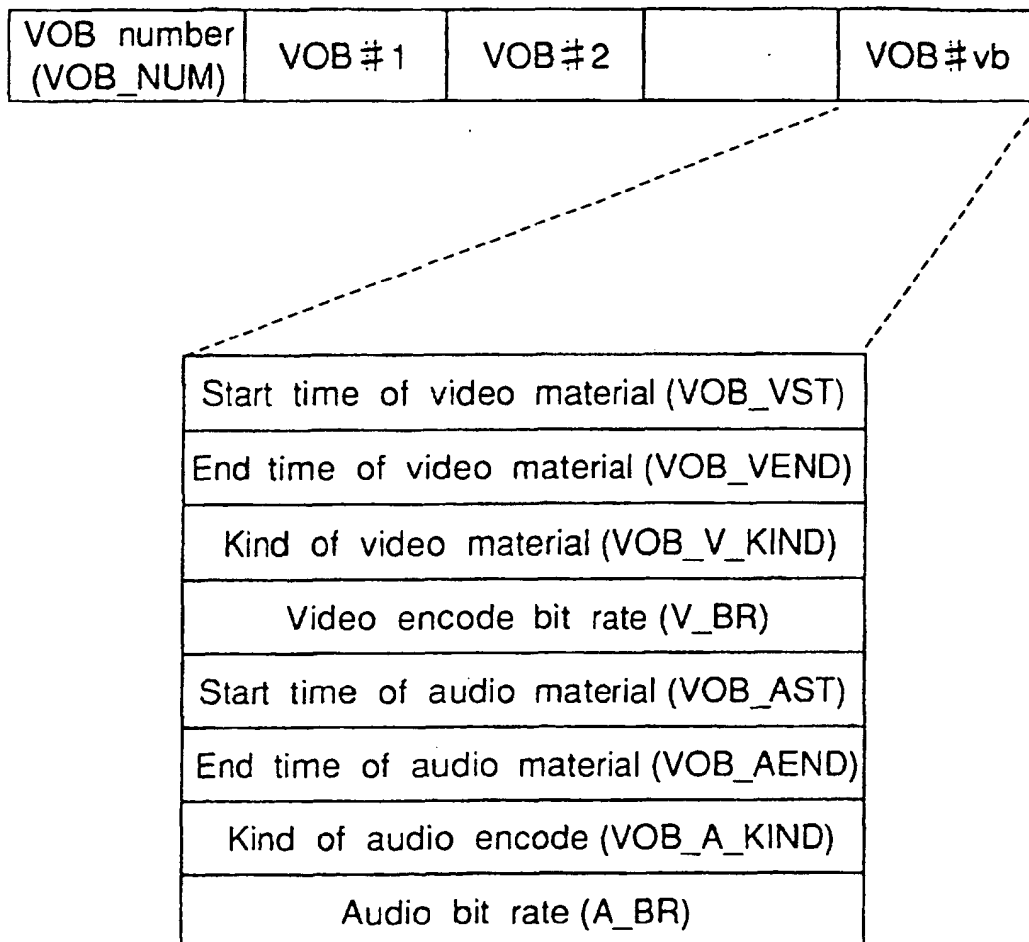 VOB number
(VOB_NUM)
VOB#1
VOB#2
VOB#vb
Start time of video material (VOB_VST)
End time of video material (VOB_VEND)
Kind of video material (VOB_V_KIND)
Video encode bit rate (V_BR)
Start time of audio material (VOB_AST)
End time of audio material (VOB_AEND)
Kind of audio encode (VOB_A_KIND)
Audio bit rate (A_BR)